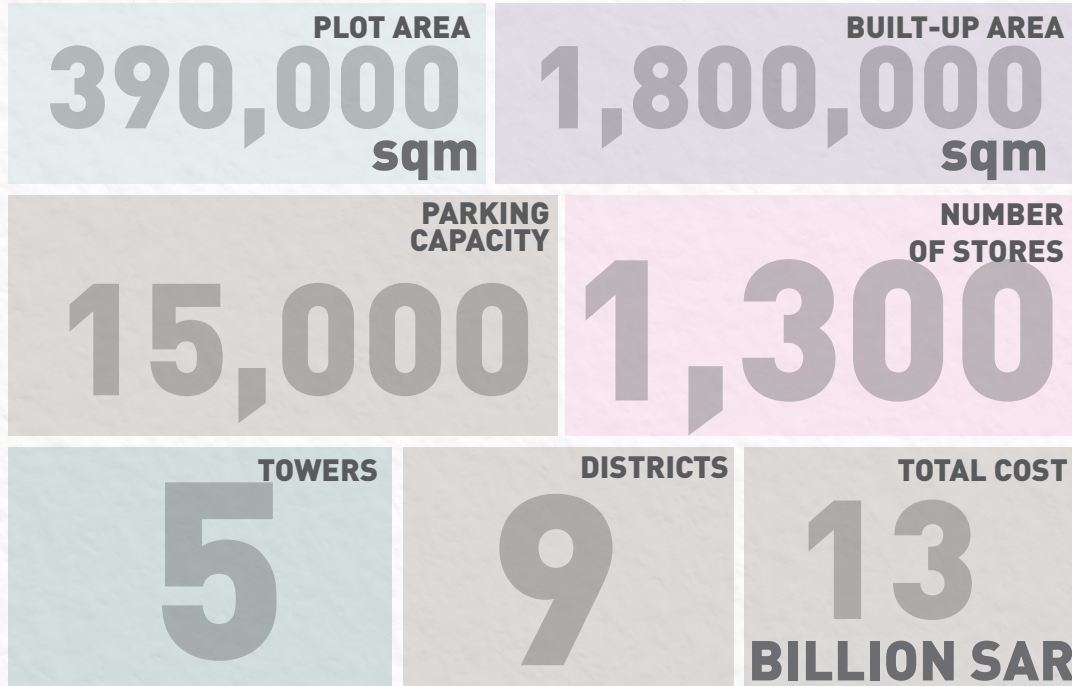 PLOT AREA
390,000
sqm
BUILT-UP AREA
1,800,000
sqm
PARKING
CAPACITY
15,000
NUMBER
OF STORES
1,300
TOWERS
5
DISTRICTS
9
TOTAL COST
13
BILLION SAR